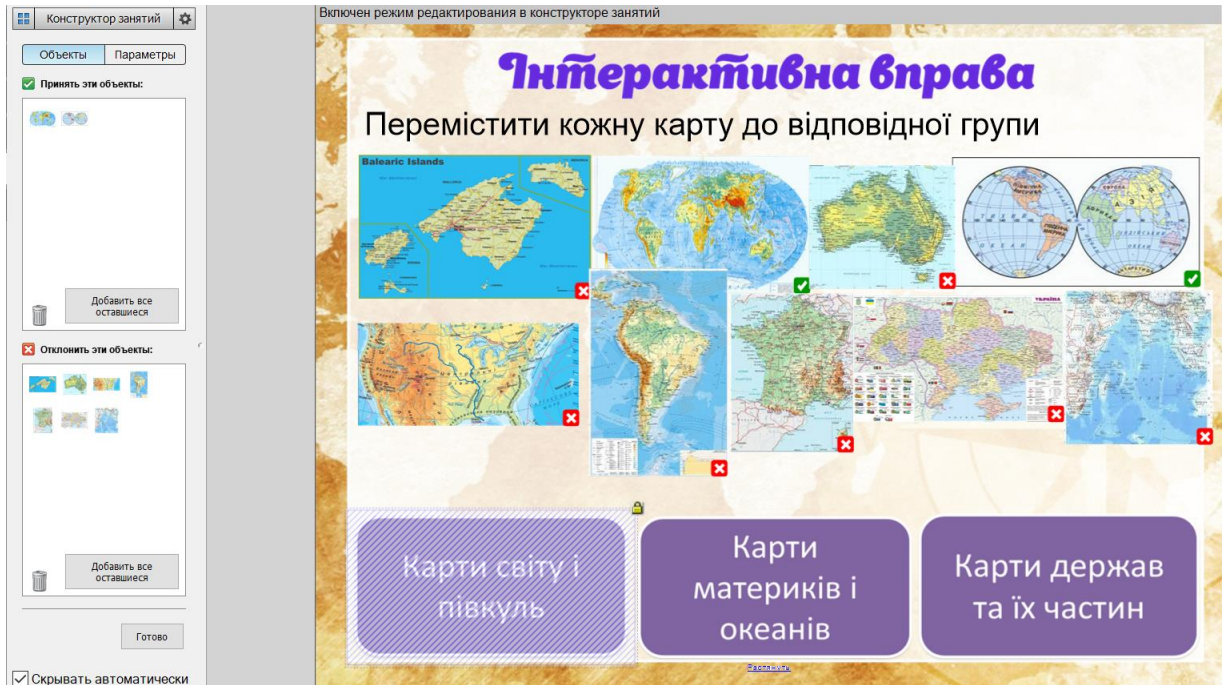 Конструктор занятий
Включен режим редактирования в конструкторе занятий
Объекты
Параметры
Принять эти объекты:
Добавить все
оставшиеся
Отклонить эти объекты:
Добавить все
оставшиеся
Готово
Скрывать автоматически
Інтерактивна вправа
Перемістити кожну карту до відповідної групи
Balearic Islands
УКРАЇНА
Карти світу і
півкуль
Карти
материків і
океанів
Карти держав
та їх частин
Растянуть